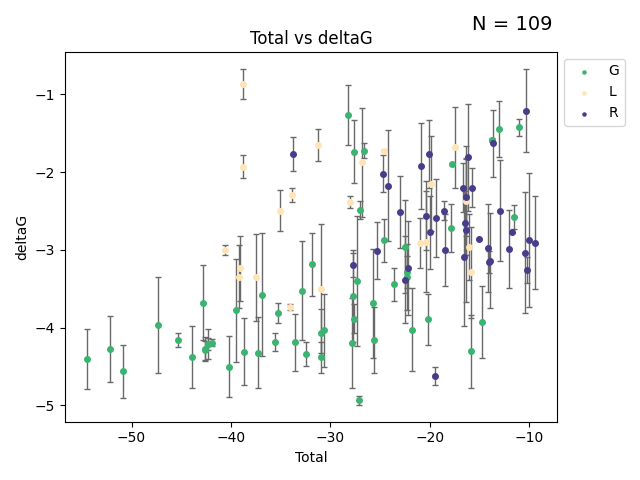 N = 109
Total vs deltaG
G
L
R
deltaG
−1
−2
−3
−4
−5
−50 −40 −30 −20 −10
Total